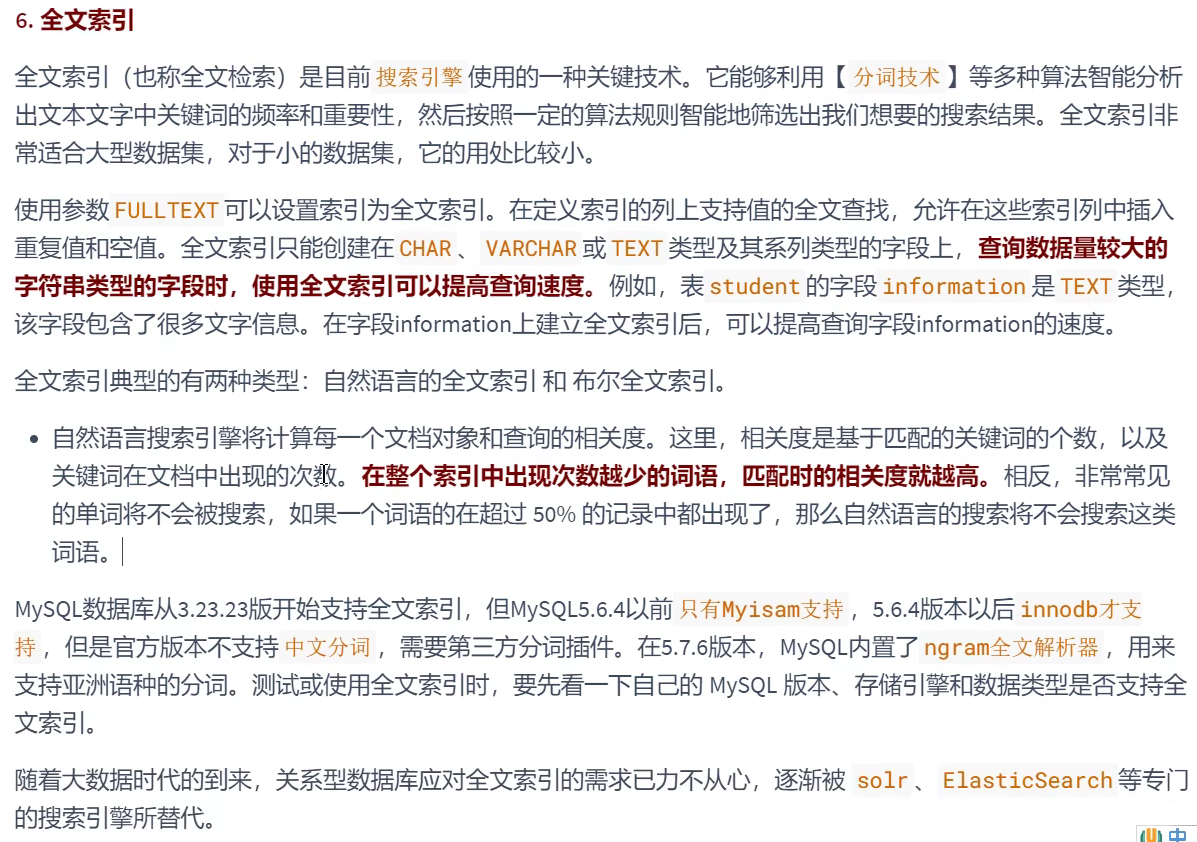 6. 全文索引
全文索引（也称全文检索）是目前 搜索引擎 使用的一种关键技术。它能够利用【 分词技术 】等多种算法智能分析
出文本文字中关键词的频率和重要性，然后按照一定的算法规则智能地筛选出我们想要的搜索结果。全文索引非
常适合大型数据集，对于小的数据集，它的用处比较小。
使用参数 FULLTEXT 可以设置索引为全文索引。在定义索引的列上支持值的全文查找，允许在这些索引列中插入
重复值和空值。全文索引只能创建在 CHAR 、 VARCHAR 或 TEXT 类型及其系列类型的字段上，查询数据量较大的
字符串类型的字段时，使用全文索引可以提高查询速度。例如，表 student 的字段 information 是 TEXT 类型，
该字段包含了很多文字信息。在字段information上建立全文索引后，可以提高查询字段information的速度。
全文索引典型的有两种类型：自然语言的全文索引 和 布尔全文索引。
• 自然语言搜索引擎将计算每一个文档对象和查询的相关度。这里，相关度是基于匹配的关键词的个数，以及
关键词在文档中出现的次数。在整个索引中出现次数越少的词语，匹配时的相关度就越高。相反，非常常见
的单词将不会被搜索，如果一个词语的在超过 50% 的记录中都出现了，那么自然语言的搜索将不会搜索这类
词语。
MySQL数据库从3.23.23版开始支持全文索引，但MySQL5.6.4以前 只有Myisam支持 ，5.6.4版本以后 innodb才支
持 ，但是官方版本不支持 中文分词 ，需要第三方分词插件。在5.7.6版本，MySQL内置了 ngram全文解析器 ，用来
支持亚洲语种的分词。测试或使用全文索引时，要先看一下自己的 MySQL 版本、存储引擎和数据类型是否支持全
文索引。
随着大数据时代的到来，关系型数据库应对全文索引的需求已力不从心，逐渐被 solr 、 ElasticSearch 等专门
的搜索引擎所替代。
中